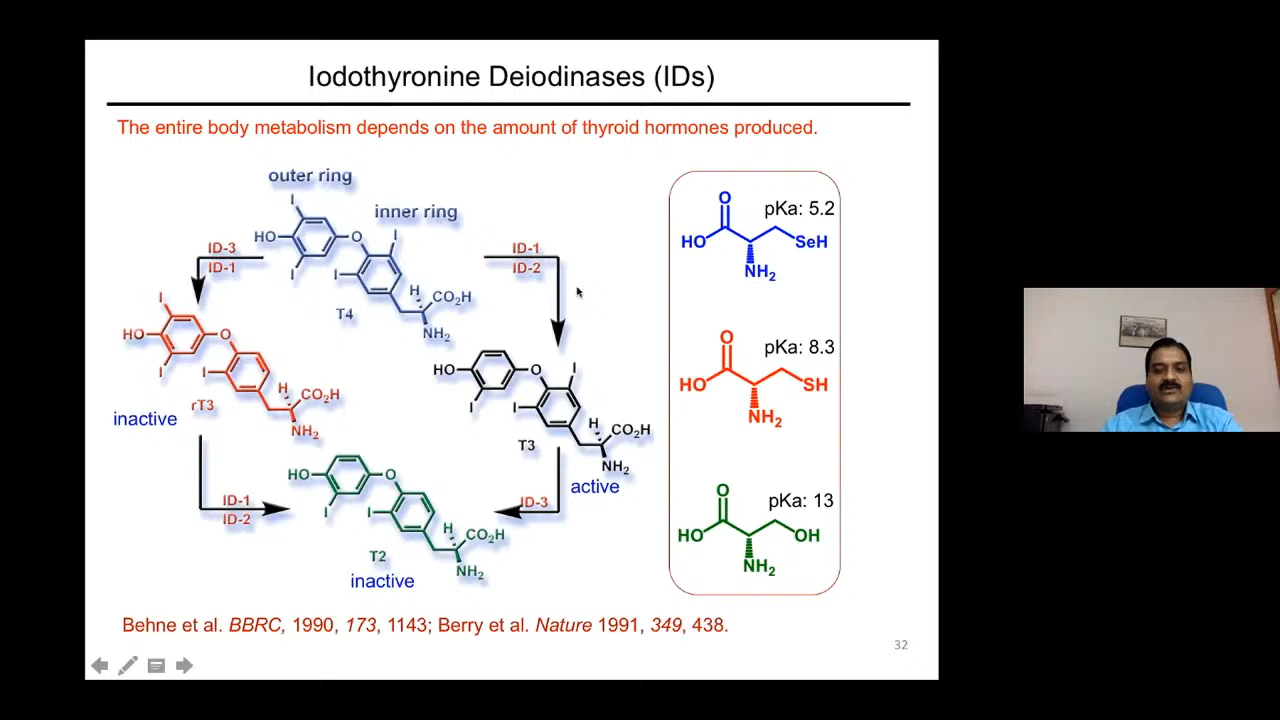 Iodothyronine Deiodinases (IDs)
The entire body metabolism depends on the amount of thyroid hormones produced.
outer ring
inner ring
I
HO
O
I
I
I
H
CO₂H
NH₂
T4
ID-3
ID-1
ID-1
ID-2
I
HO
O
I
I
H
CO₂H
NH₂
rT3
inactive
HO
O
I
I
I
H
CO₂H
NH₂
T3
active
ID-1
ID-2
ID-3
HO
O
I
I
H
CO₂H
NH₂
T2
inactive
O
pKa: 5.2
HO
SeH
NH₂
O
pKa: 8.3
HO
SH
NH₂
O
pKa: 13
HO
OH
NH₂
Behne et al. BBRC, 1990, 173, 1143; Berry et al. Nature 1991, 349, 438.
32